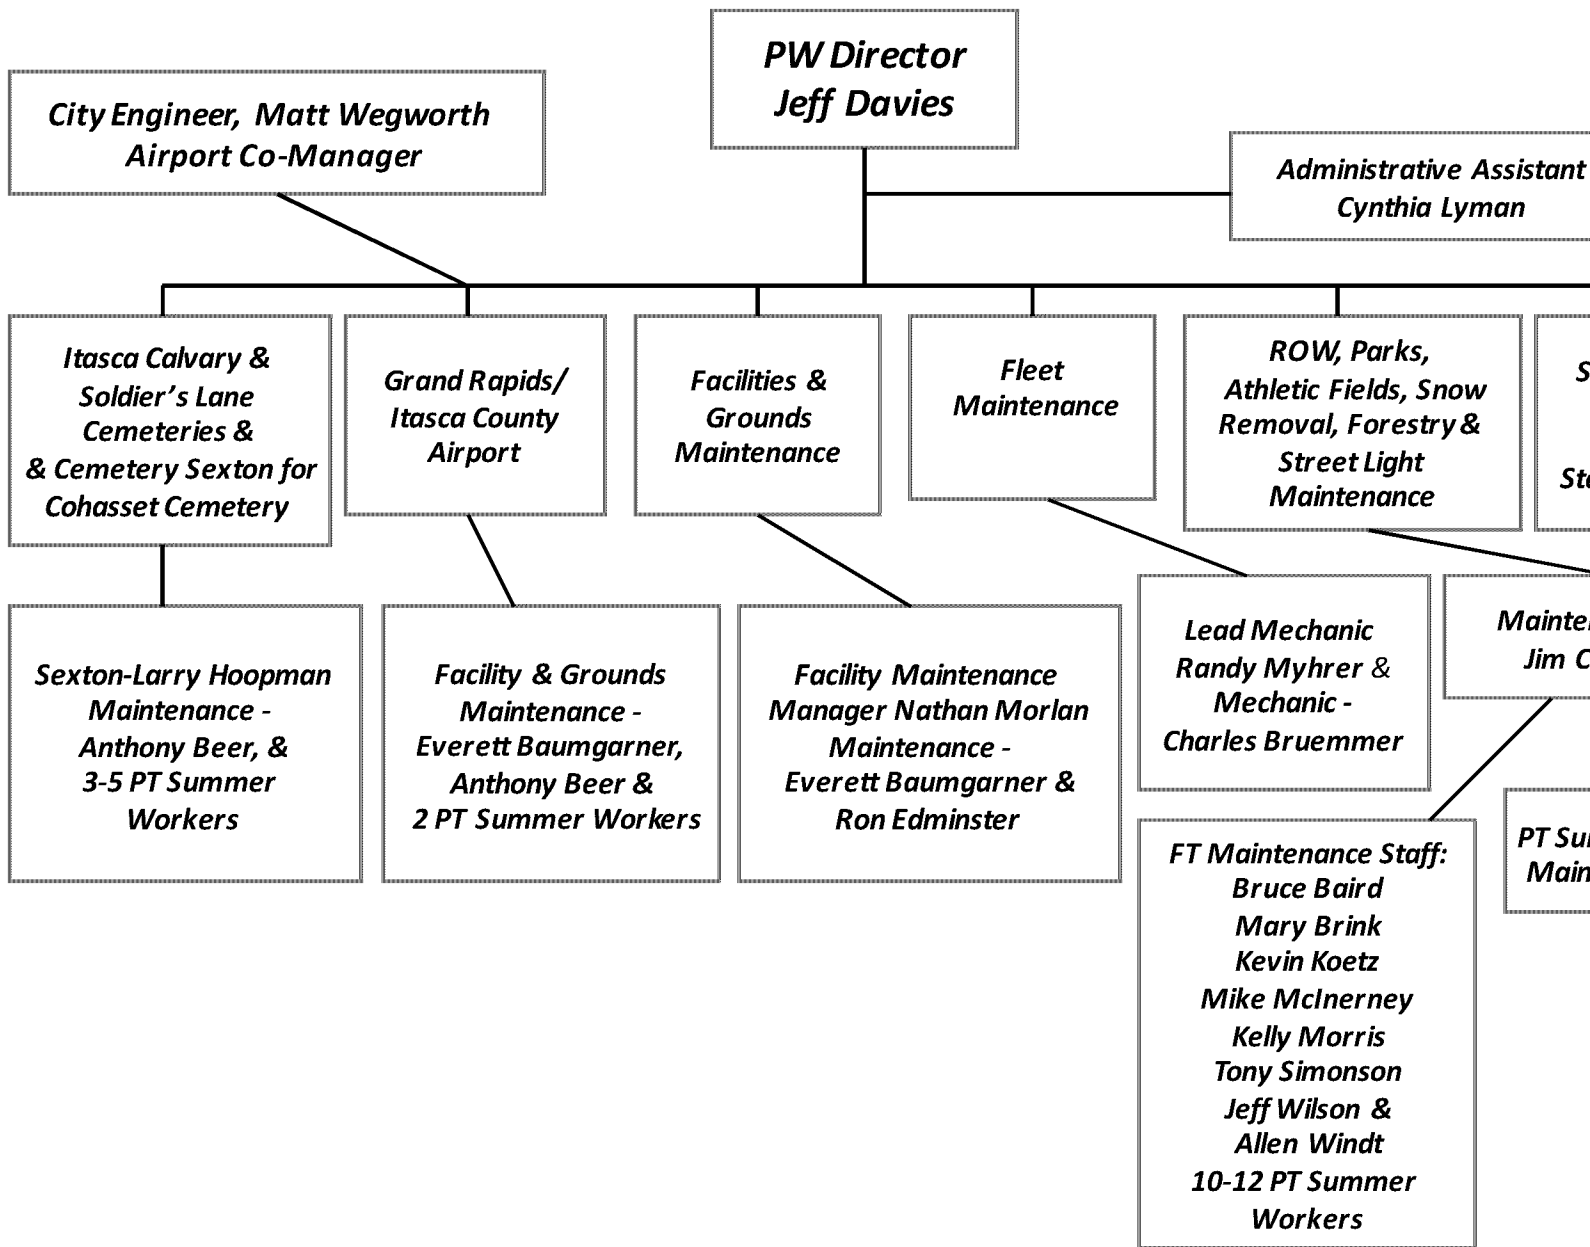 PW Director
Jeff Davies
City Engineer, Matt Wegworth
Airport Co-Manager
Administrative Assistant
Cynthia Lyman
Itasca Calvary &
Soldier's Lane
Cemeteries &
& Cemetery Sexton for
Cohasset Cemetery
Grand Rapids/
Itasca County
Airport
Facilities &
Grounds
Maintenance
Fleet
Maintenance
ROW, Parks,
Athletic Fields, Snow
Removal, Forestry &
Street Light
Maintenance
Sexton-Larry Hoopman
Maintenance -
Anthony Beer, &
3-5 PT Summer
Workers
Facility & Grounds
Maintenance -
Everett Baumgarner,
Anthony Beer &
2 PT Summer Workers
Facility Maintenance
Manager Nathan Morlan
Maintenance -
Everett Baumgarner &
Ron Edminster
Lead Mechanic
Randy Myhrer &
Mechanic -
Charles Bruemmer
Jim
PT
FT Maintenance Staff:
Bruce Baird
Mary Brink
Kevin Koetz
Mike McInerney
Kelly Morris
Tony Simonson
Jeff Wilson &
Allen Windt
10-12 PT Summer
Workers